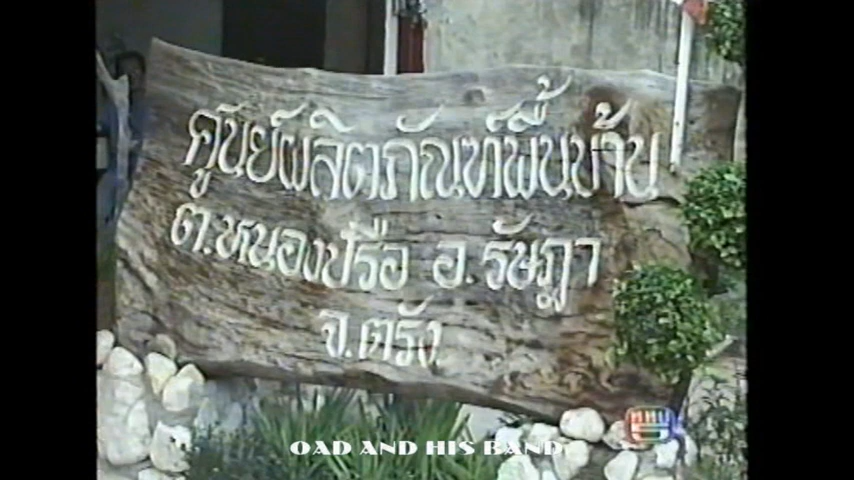 ศูนย์ผลิตภัณฑ์พื้นบ้าน
ต.หนองปรือ อ.รัษฎา
จ.ตรัง
OAD AND HIS BAND